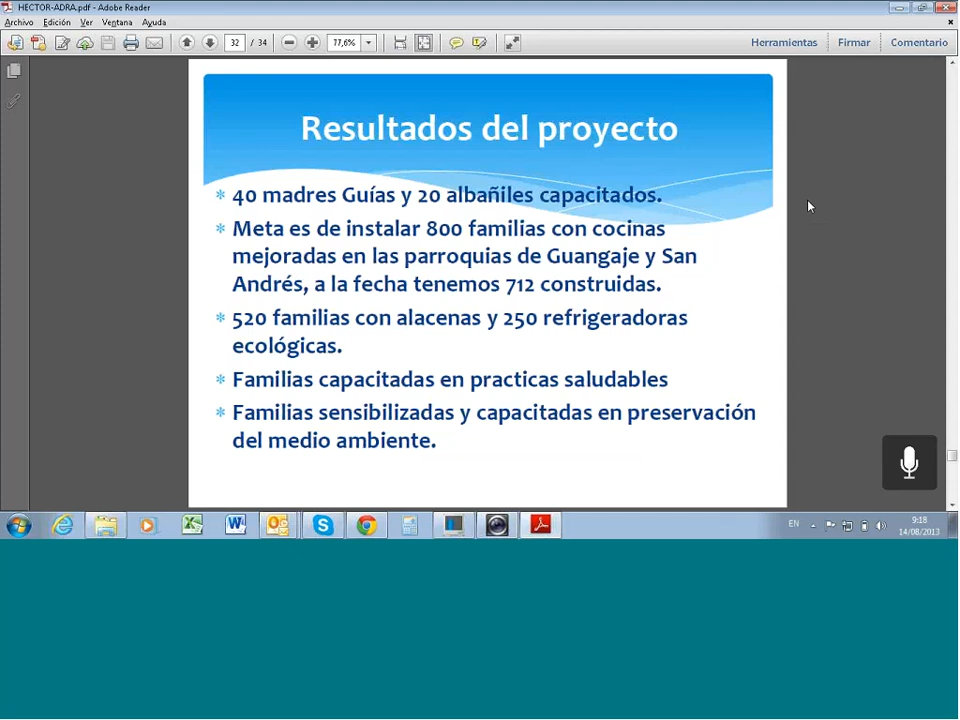 HECTOR-ADRA.pdf - Adobe Reader
Archivo Edición Ver Ventana Ayuda
32 / 34 77,6% Herramientas Firmar Comentario
Resultados del proyecto
40 madres Guías y 20 albañiles capacitados.
Meta es de instalar 800 familias con cocinas
mejoradas en las parroquias de Guangaje y San
Andrés, a la fecha tenemos 712 construidas.
520 familias con alacenas y 250 refrigeradoras
ecológicas.
Familias capacitadas en practicas saludables
Familias sensibilizadas y capacitadas en preservación
del medio ambiente.
EN 9:18
14/08/2013